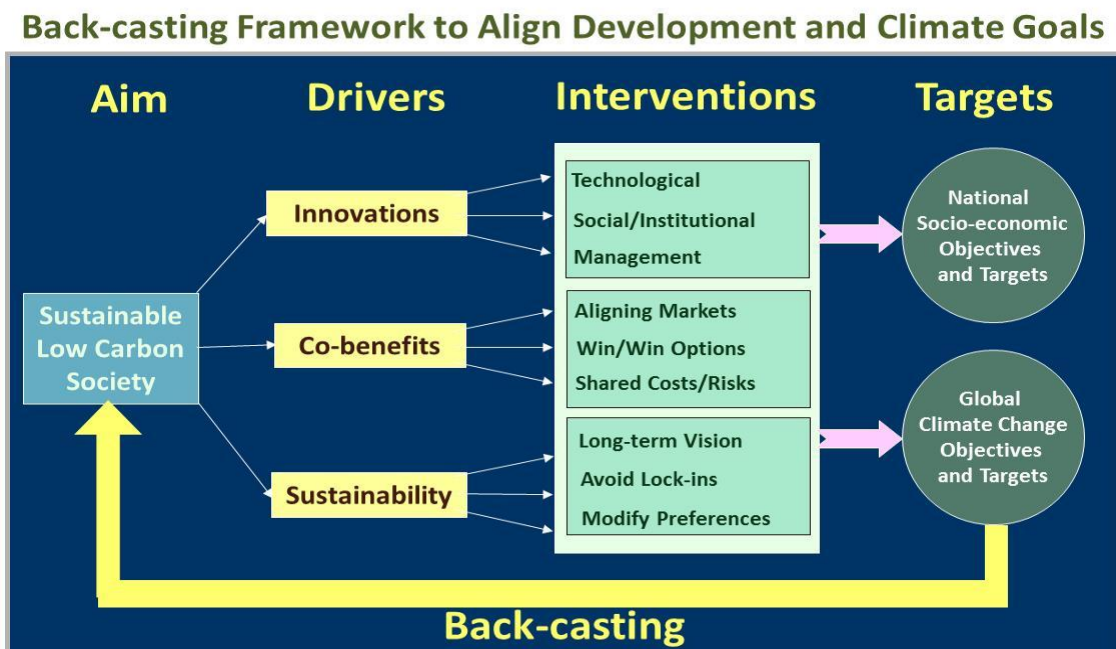 Back-casting Framework to Align Development and Climate Goals
Aim
Drivers
Interventions
Targets
Sustainable
Low Carbon
Society
Innovations
Co-benefits
Sustainability
Technological
Social/Institutional
Management
Aligning Markets
Win/Win Options
Shared Costs/Risks
Long-term Vision
Avoid Lock-ins
Modify Preferences
National
Socio-economic
Objectives
and Targets
Global
Climate Change
Objectives
and Targets
Back-casting